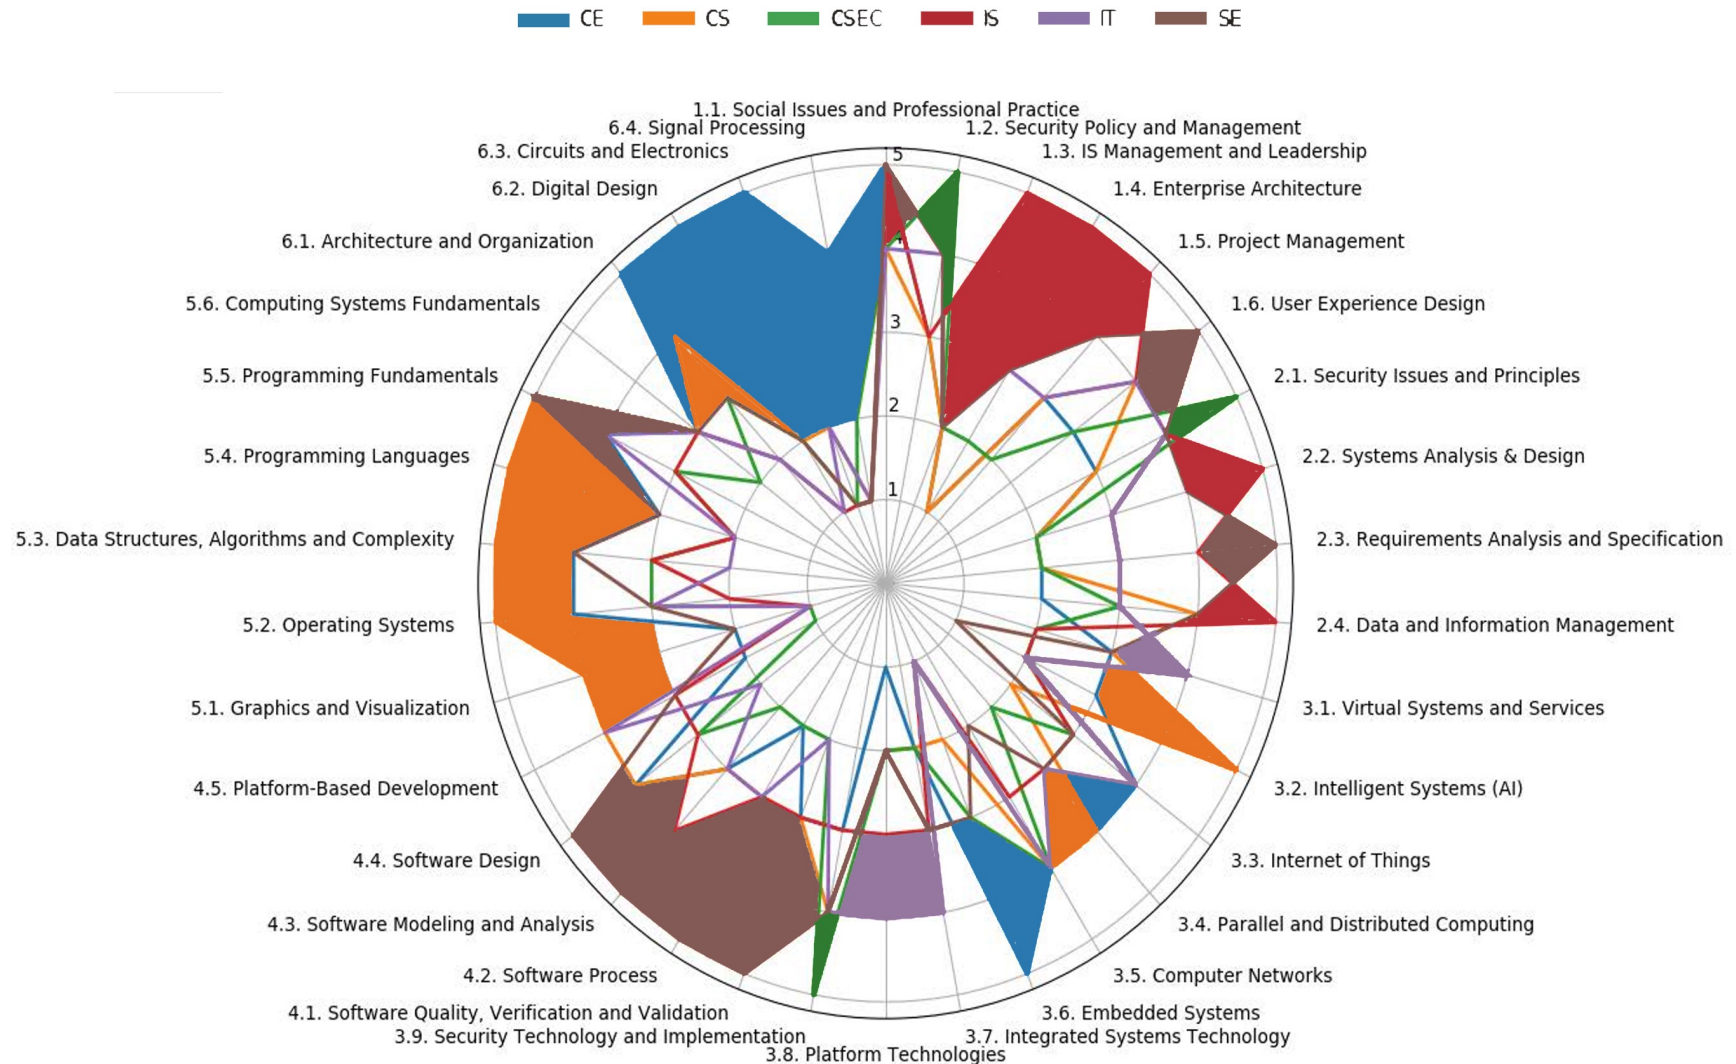 CE CS CSEC IS IT SE
1.1. Social Issues and Professional Practice
6.4. Signal Processing
1.2. Security Policy and Management
6.3. Circuits and Electronics
5
1.3. IS Management and Leadership
6.2. Digital Design
1.4. Enterprise Architecture
6.1. Architecture and Organization
4
1.5. Project Management
5.6. Computing Systems Fundamentals
3
1.6. User Experience Design
5.5. Programming Fundamentals
2.1. Security Issues and Principles
2
5.4. Programming Languages
2.2. Systems Analysis & Design
1
5.3. Data Structures, Algorithms and Complexity
2.3. Requirements Analysis and Specification
5.2. Operating Systems
2.4. Data and Information Management
5.1. Graphics and Visualization
3.1. Virtual Systems and Services
4.5. Platform-Based Development
3.2. Intelligent Systems (AI)
4.4. Software Design
3.3. Internet of Things
4.3. Software Modeling and Analysis
3.4. Parallel and Distributed Computing
4.2. Software Process
3.5. Computer Networks
4.1. Software Quality, Verification and Validation
3.6. Embedded Systems
3.9. Security Technology and Implementation
3.7. Integrated Systems Technology
3.8. Platform Technologies